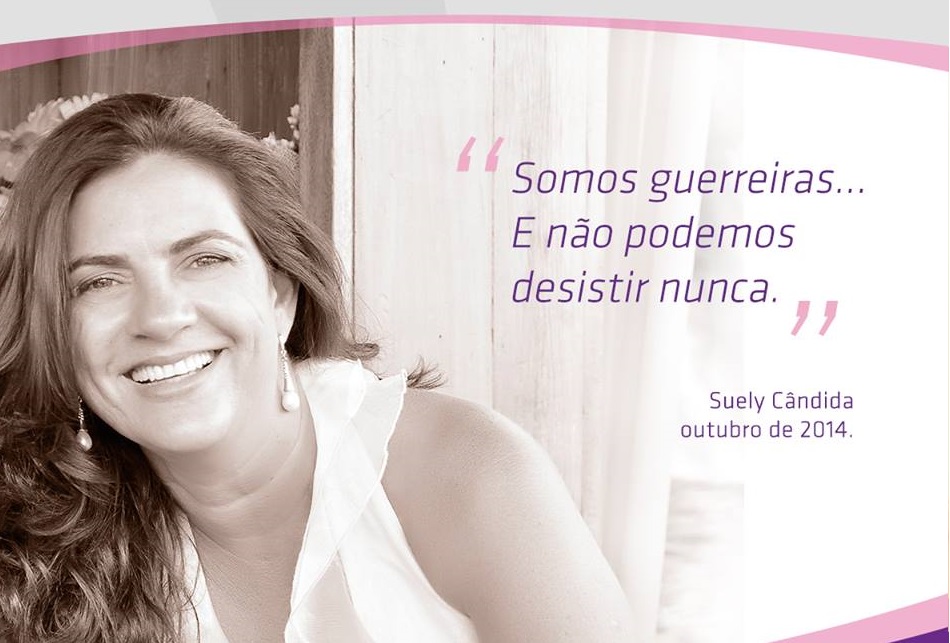 “Somos guerreiras...
E não podemos
desistir nunca.”
Suely Cândida
outubro de 2014.